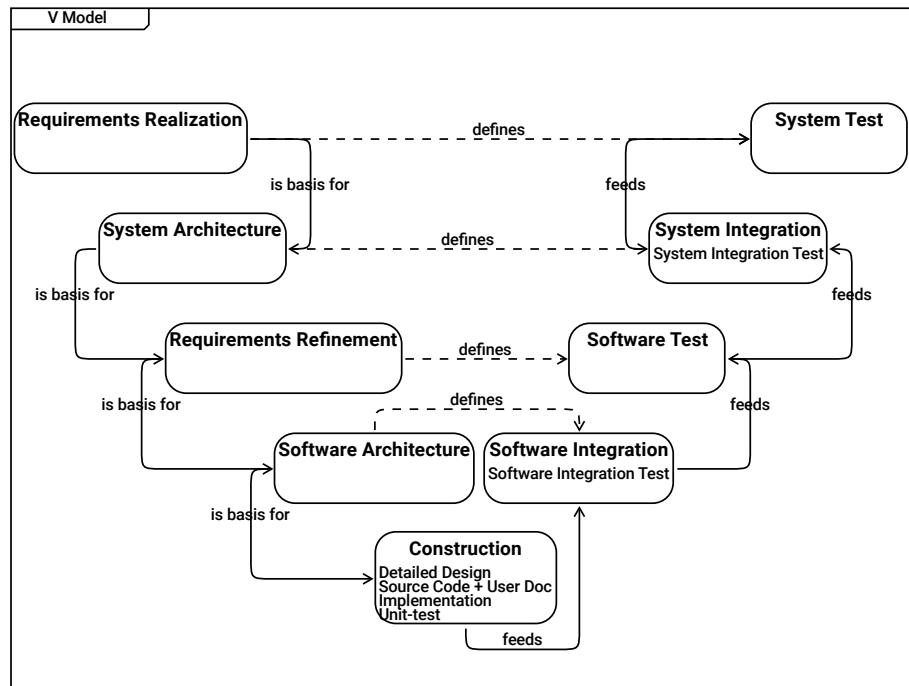 V Model
Requirements Realization
defines
System Test
is basis for
feeds
System Architecture
defines
System Integration
System Integration Test
is basis for
feeds
Requirements Refinement
defines
Software Test
is basis for
defines
feeds
Software Architecture
Software Integration
Software Integration Test
is basis for
Construction
Detailed Design
Source Code + User Doc
Implementation
Unit-test
feeds